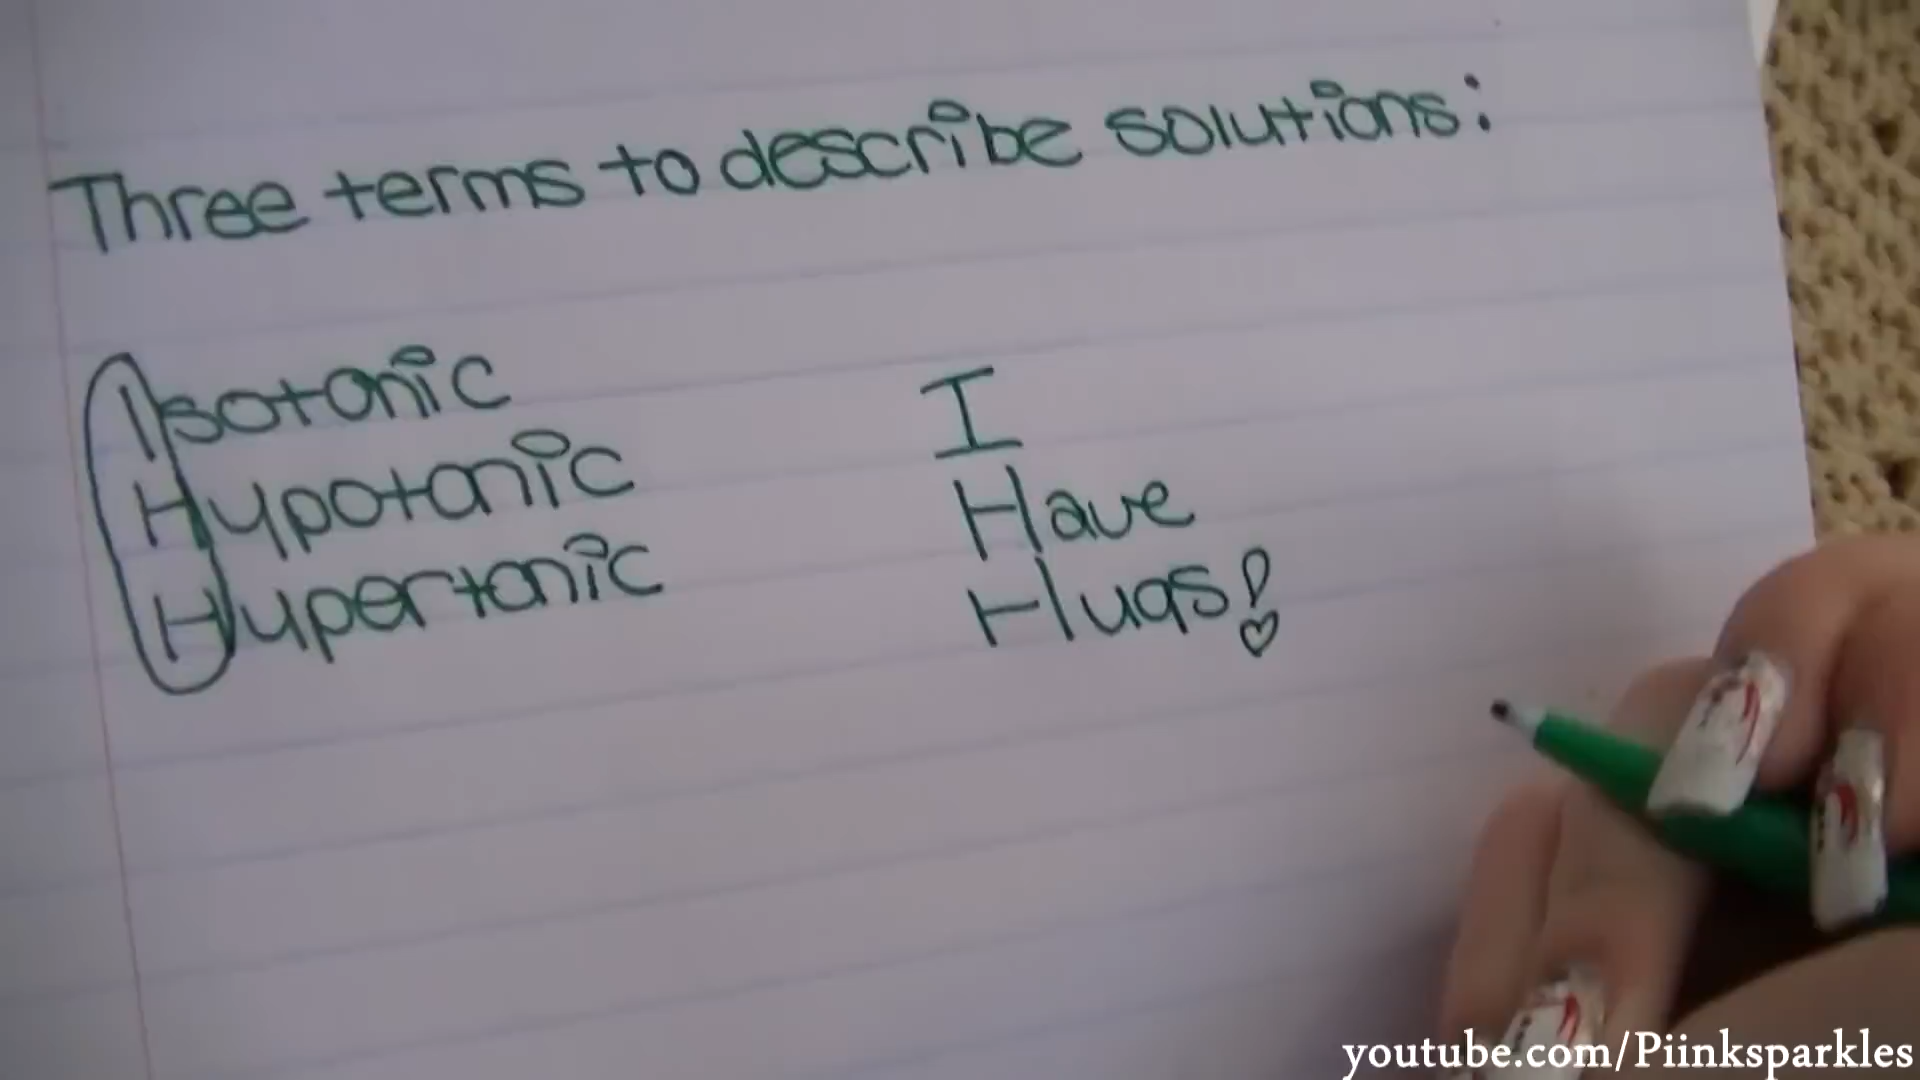 Three terms to describe solutions:
Isotonic
Hypotonic
Hypertonic
I
Have
Hugs!
youtube.com/Piinksparkles